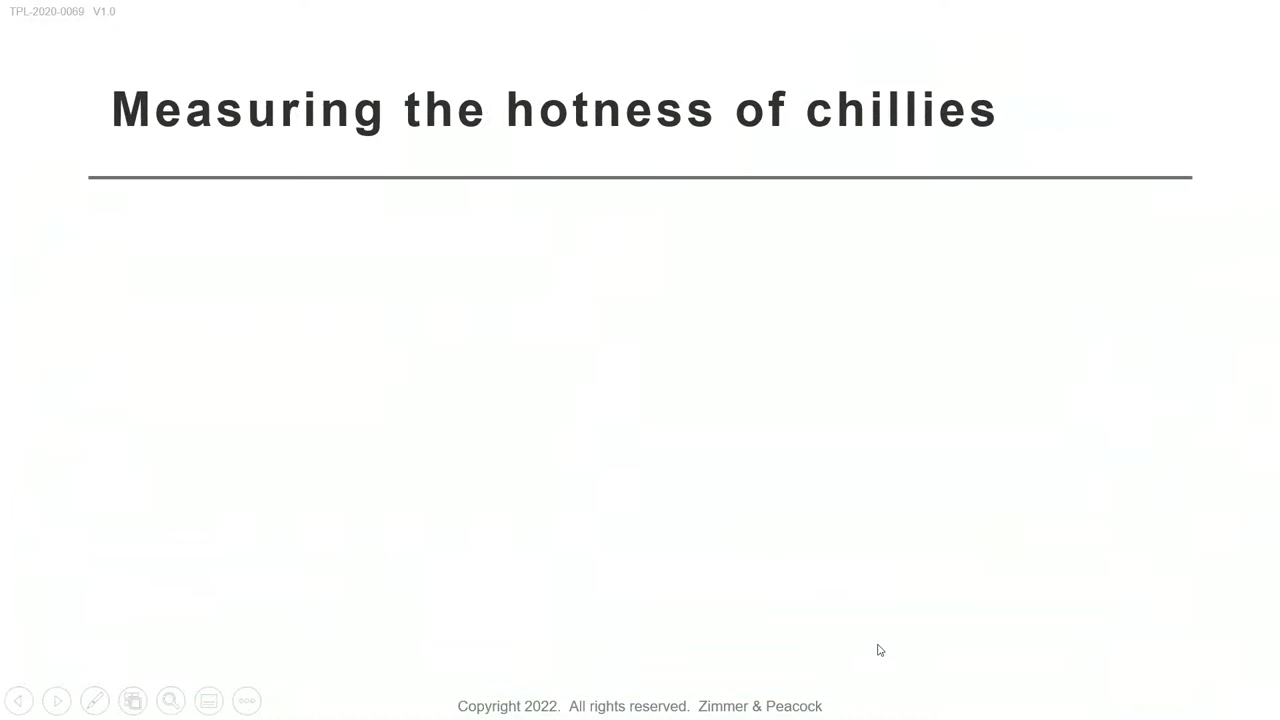 TPL-2020-0069 V1.0
Measuring the hotness of chillies
Copyright 2022. All rights reserved. Zimmer & Peacock